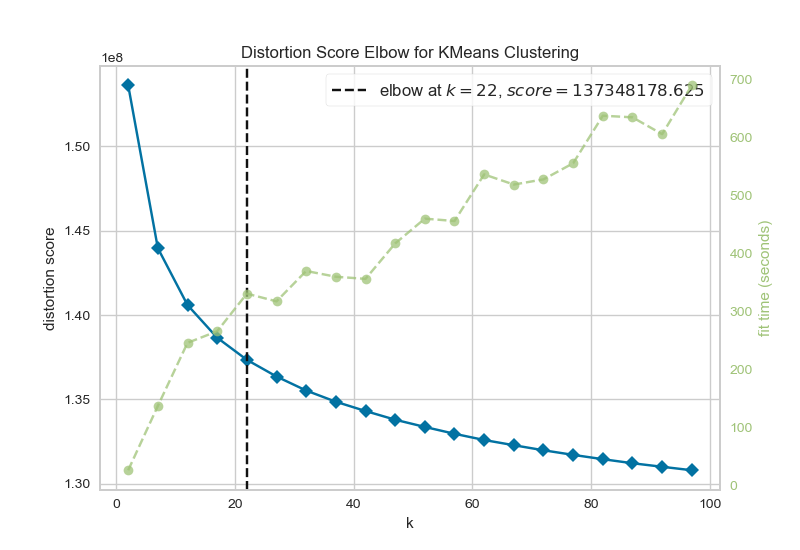 Distortion Score Elbow for KMeans Clustering
1e8
elbow at k = 22, score = 137348178.625
1.50
1.45
1.40
1.35
1.30
distortion score
700
600
500
400
300
200
100
0
fit time (seconds)
0 20 40 60 80 100
k